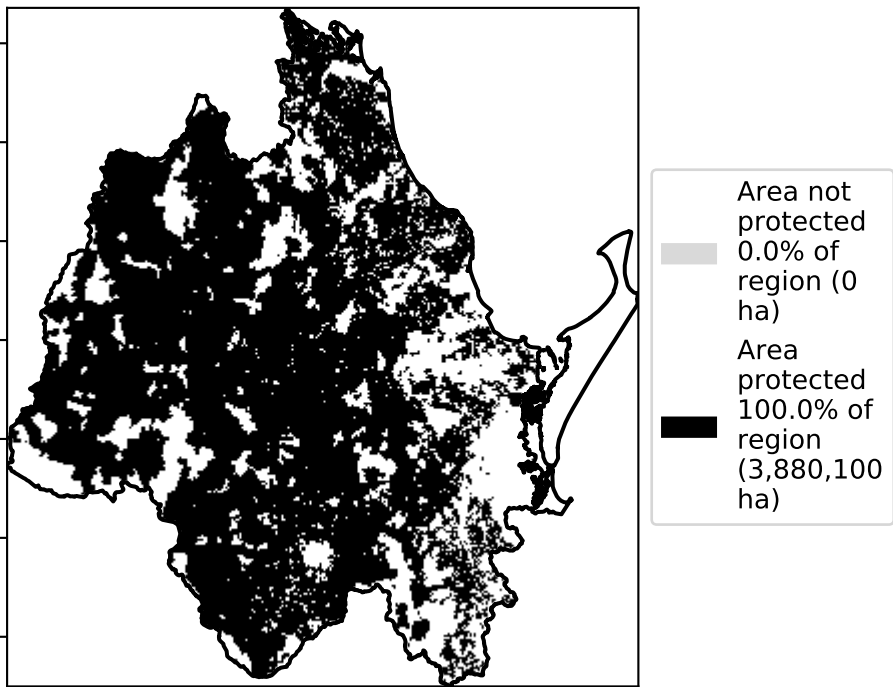 Area not
protected
0.0% of
region (0
ha)
Area
protected
100.0% of
region
(3,880,100
ha)